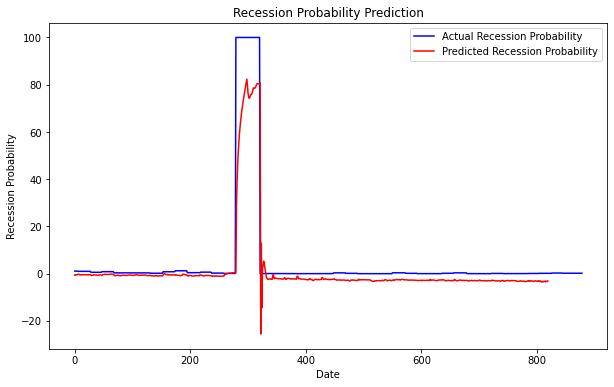 Recession Probability Prediction
Actual Recession Probability
Predicted Recession Probability
Recession Probability
100
80
60
40
20
0
−20
0
200
400
600
800
Date